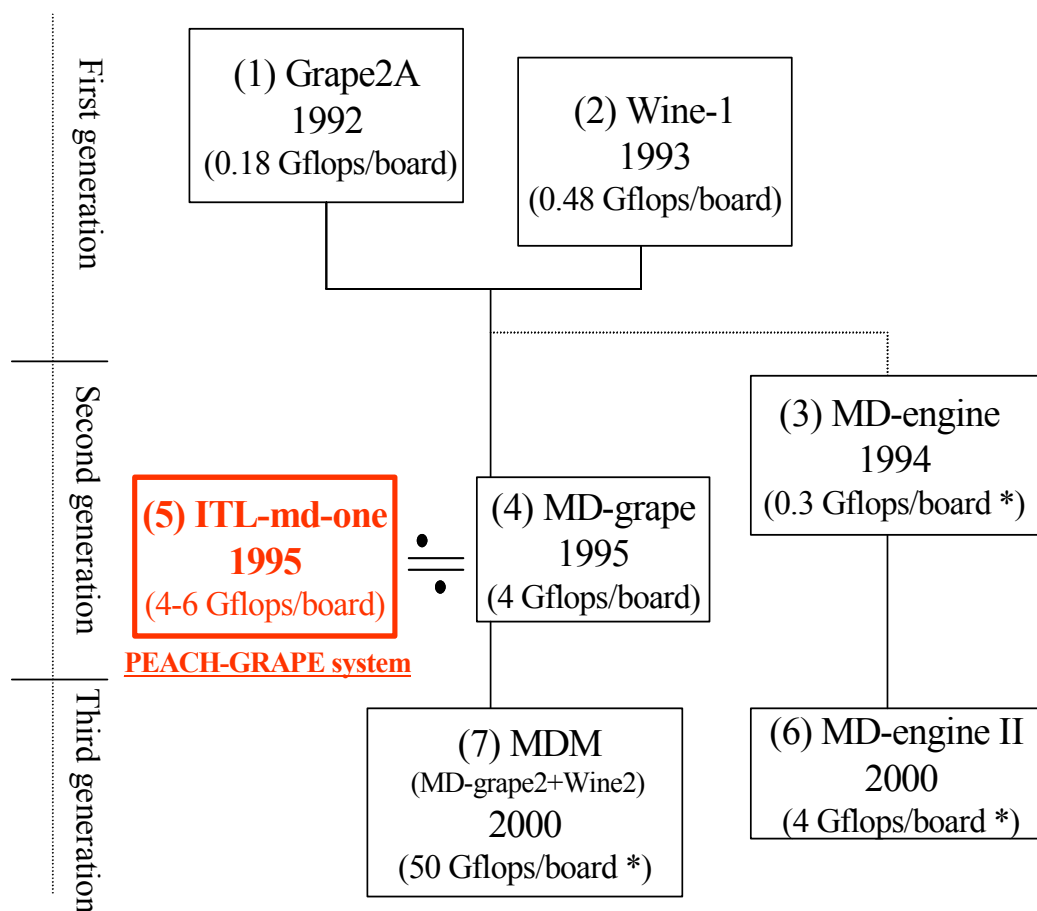 First generation
(1) Grape2A
1992
(0.18 Gflops/board)
(2) Wine-1
1993
(0.48 Gflops/board)
Second generation
(3) MD-engine
1994
(0.3 Gflops/board *)
(5) ITL-md-one
1995
(4-6 Gflops/board)
PEACH-GRAPE system
(4) MD-grape
1995
(4 Gflops/board)
Third generation
(7) MDM
(MD-grape2+Wine2)
2000
(50 Gflops/board *)
(6) MD-engine II
2000
(4 Gflops/board *)